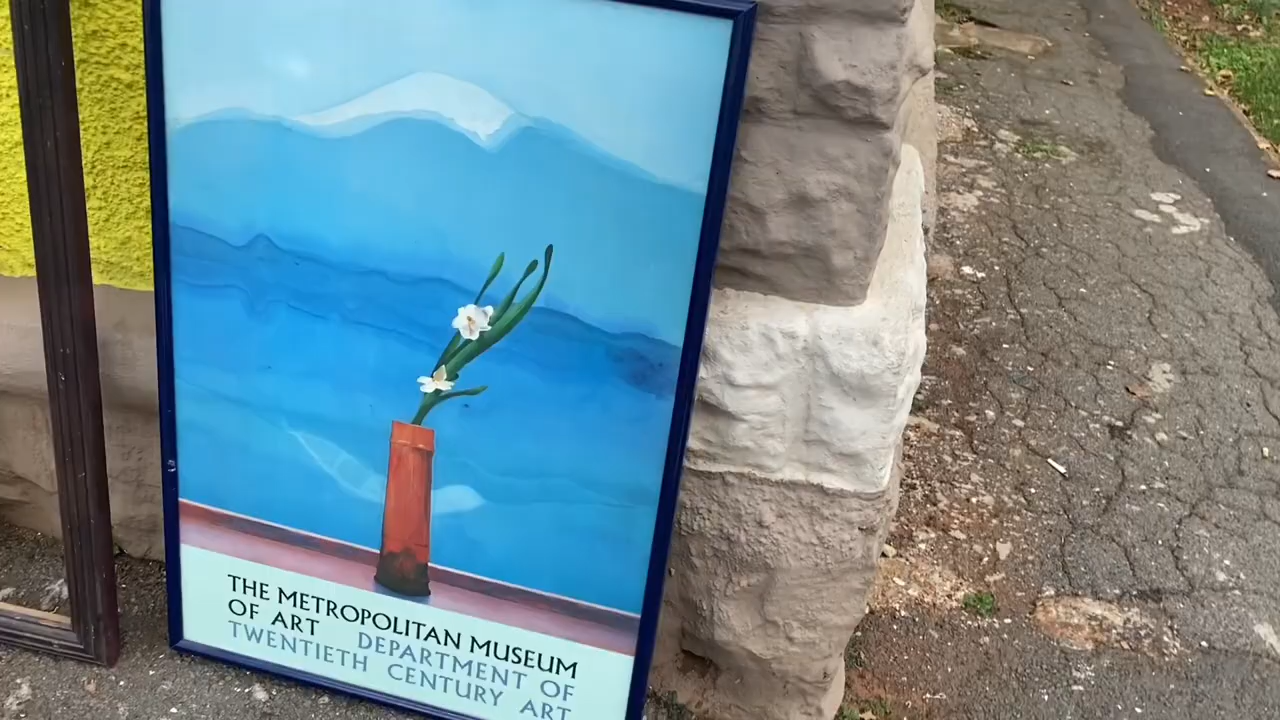 THE METROPOLITAN MUSEUM
OF ART DEPARTMENT OF
TWENTIETH CENTURY ART